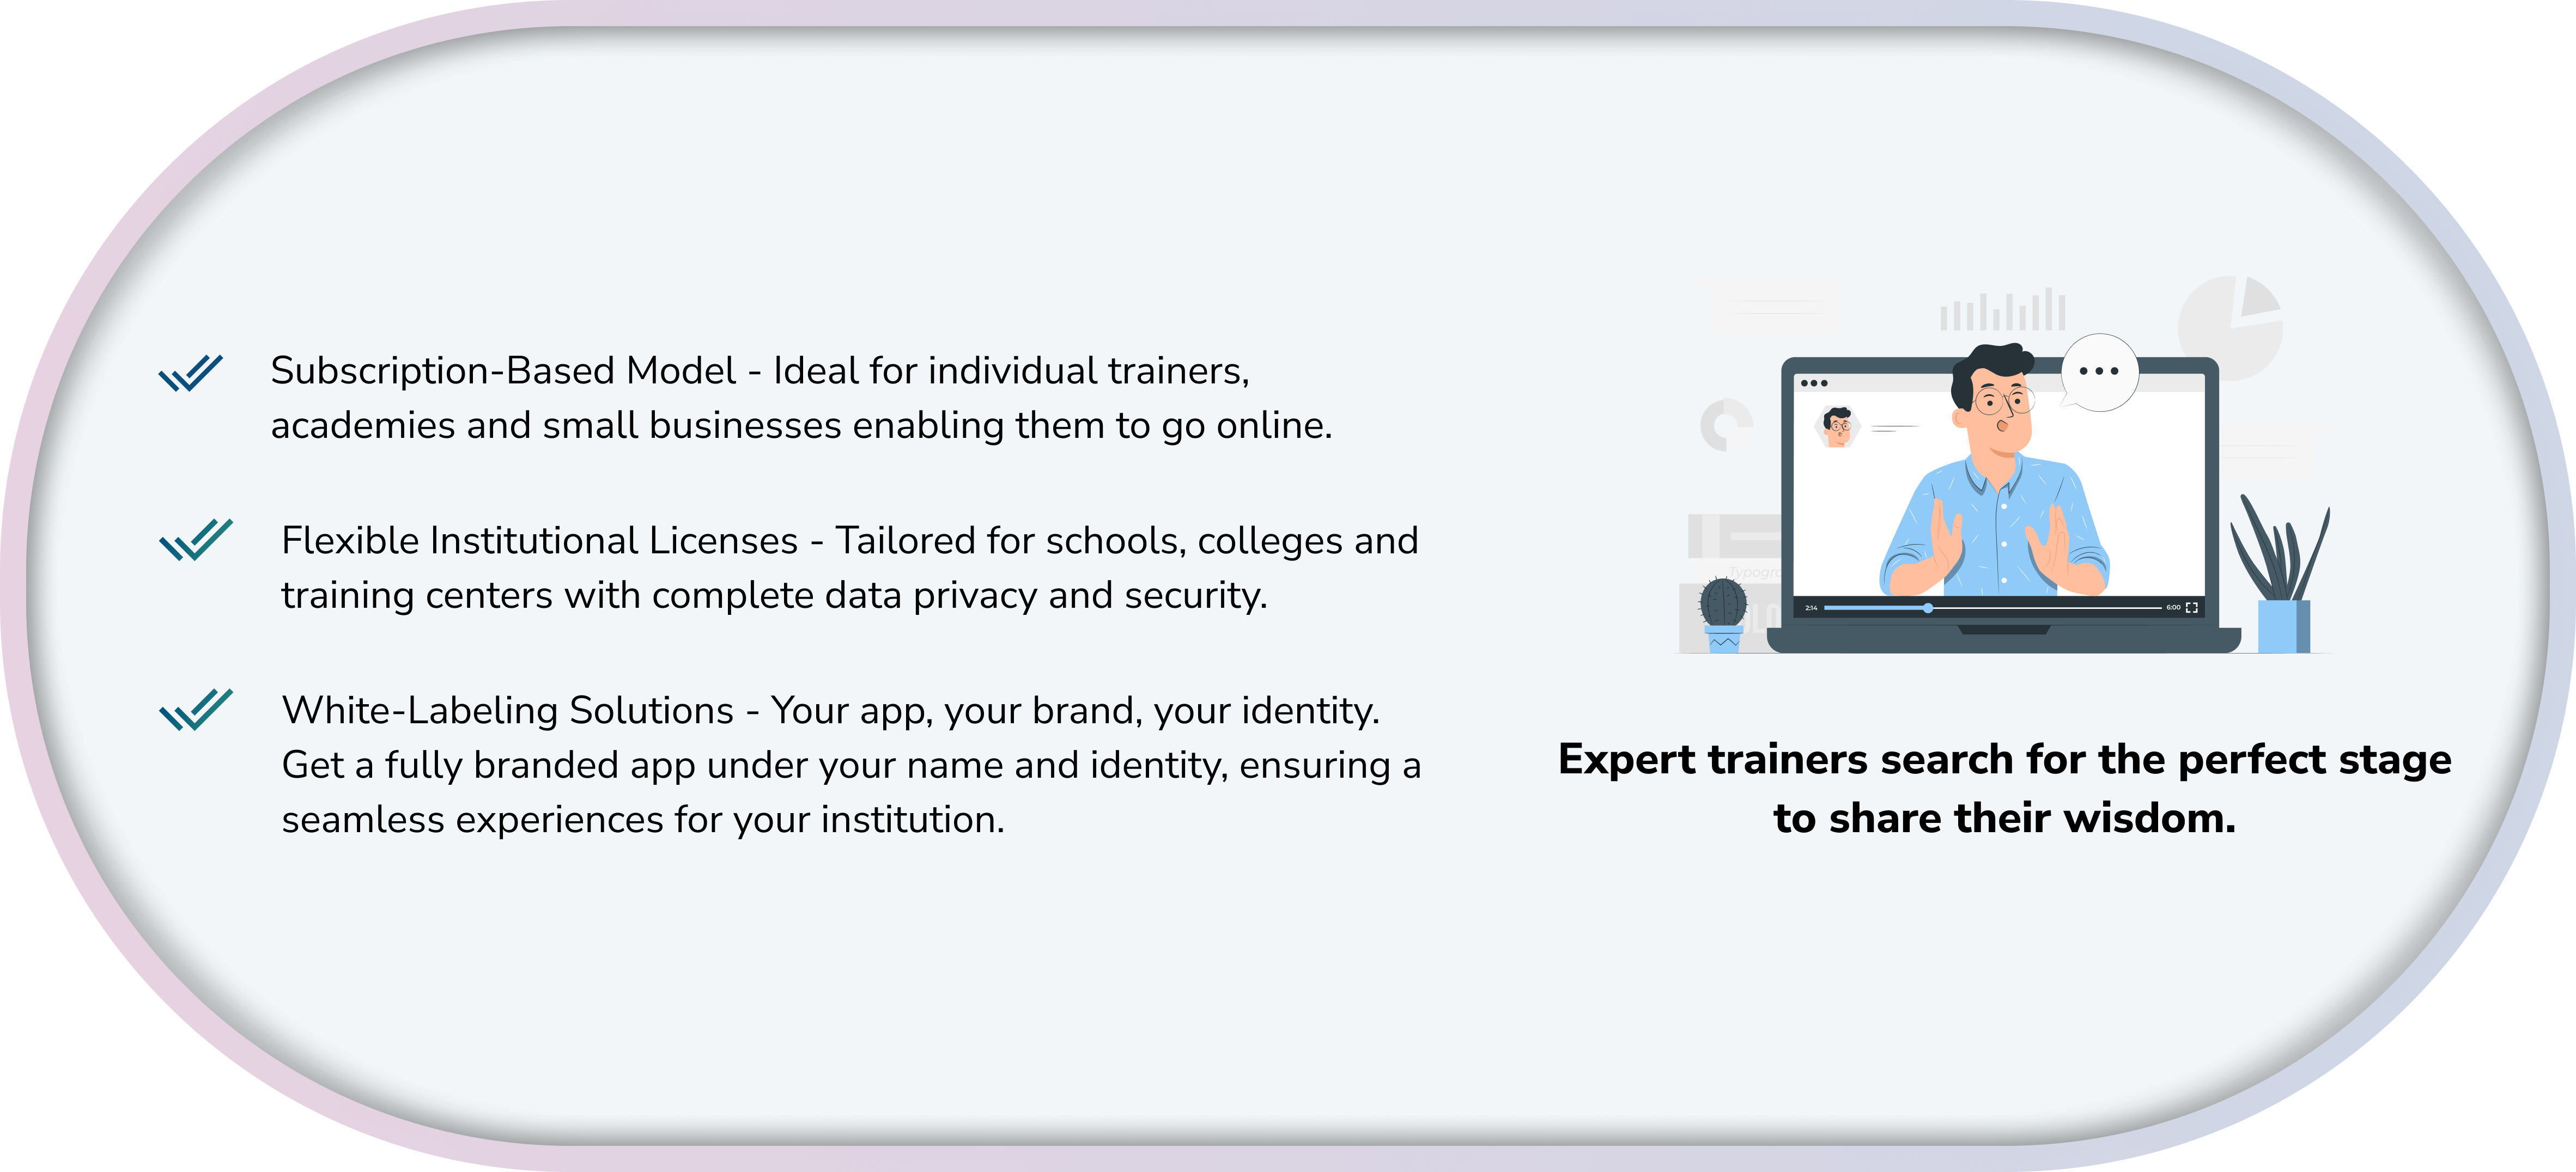 Subscription-Based Model - Ideal for individual trainers,
academies and small businesses enabling them to go online.
Flexible Institutional Licenses - Tailored for schools, colleges and
training centers with complete data privacy and security.
White-Labeling Solutions - Your app, your brand, your identity.
Get a fully branded app under your name and identity, ensuring a
seamless experiences for your institution.
2:14
6:00
Expert trainers search for the perfect stage
to share their wisdom.